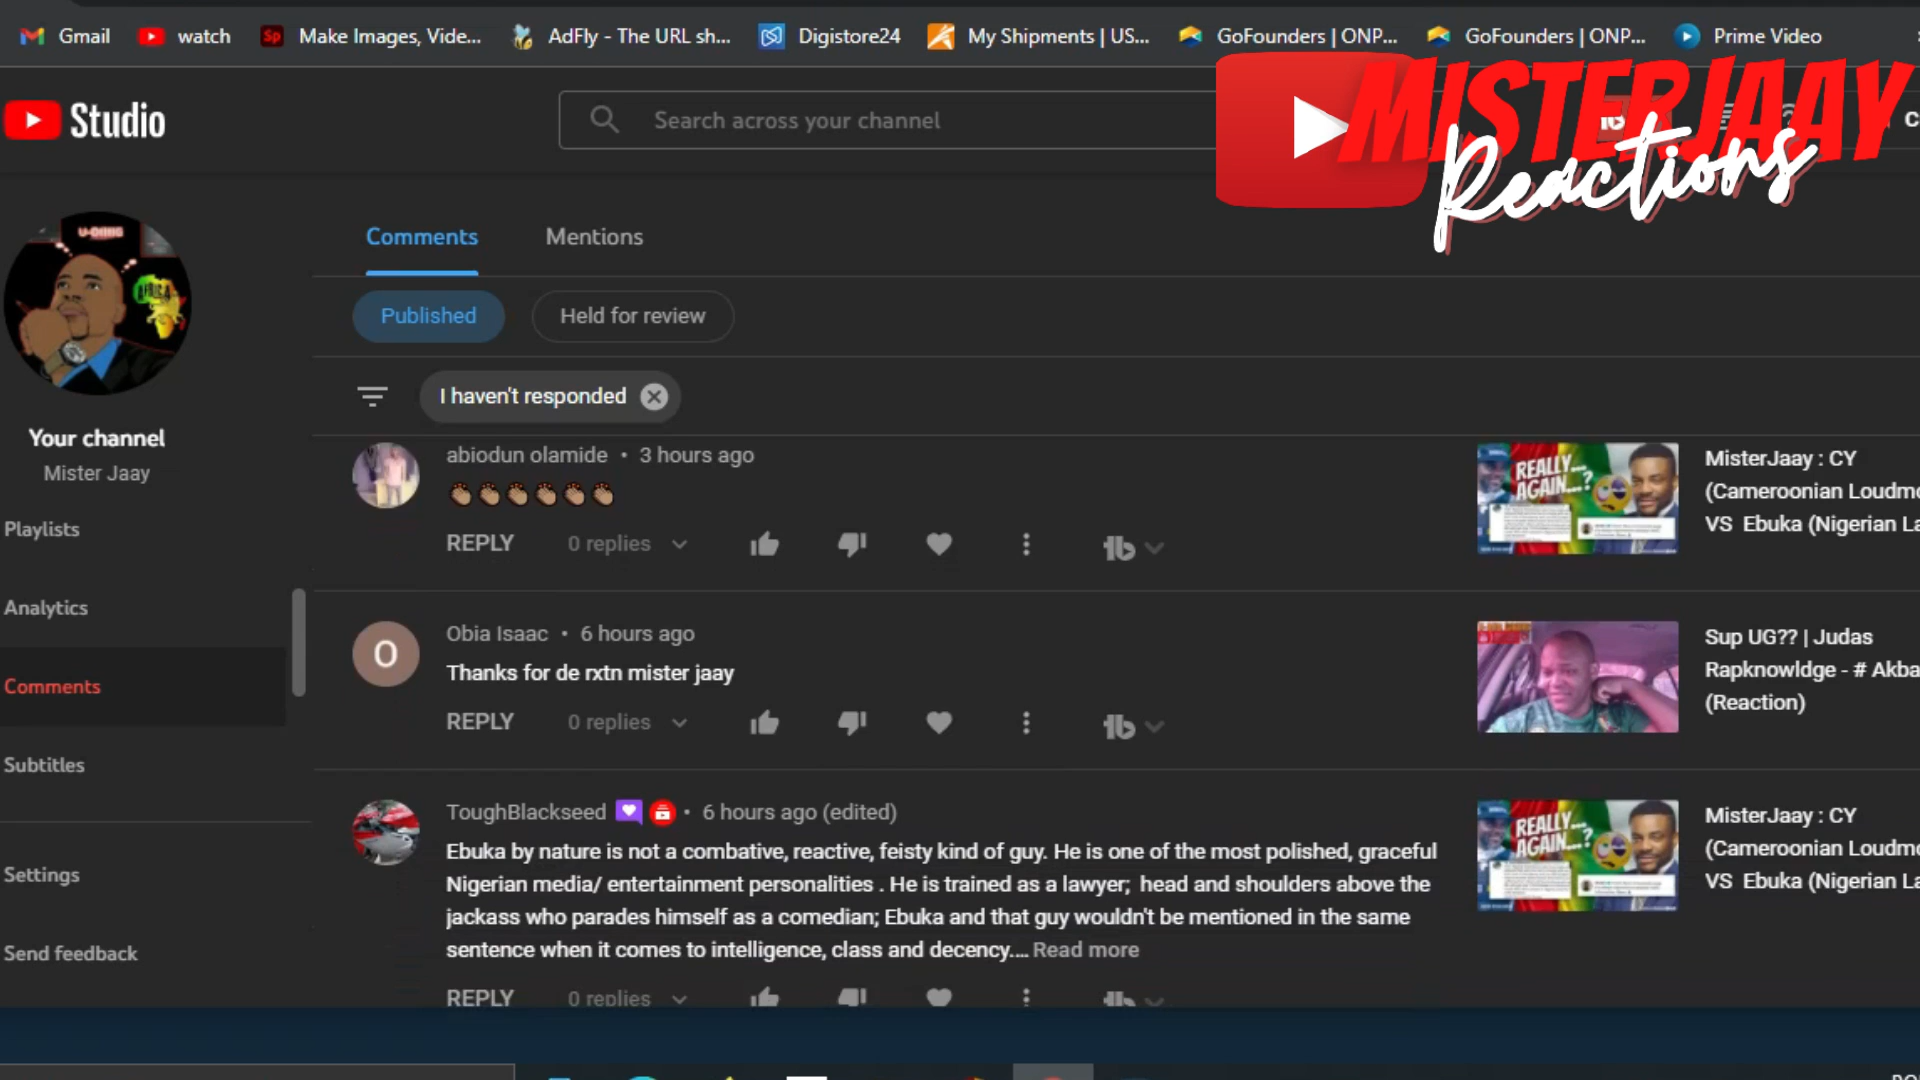 Gmail watch Make Images, Vide... AdFly - The URL sh... Digistore24 My Shipments | US... GoFounders | ONP... GoFounders | ONP... Prime Video
MISTERJAAY
Reactions
Studio
Search across your channel
U-DIIIIG
AFRICA
Your channel
Mister Jaay
Playlists
Analytics
Comments
Subtitles
Settings
Send feedback
Comments Mentions
Published Held for review
I haven't responded
abiodun olamide • 3 hours ago
👏🏽👏🏽👏🏽👏🏽👏🏽👏🏽
REPLY 0 replies
REALLY...
AGAIN...?
MisterJaay : CY
(Cameroonian Loudmo
VS Ebuka (Nigerian La
O
Obia Isaac • 6 hours ago
Thanks for de rxtn mister jaay
REPLY 0 replies
Sup UG?? | Judas
Rapknowldge - # Akba
(Reaction)
ToughBlackseed • 6 hours ago (edited)
Ebuka by nature is not a combative, reactive, feisty kind of guy. He is one of the most polished, graceful
Nigerian media/ entertainment personalities . He is trained as a lawyer; head and shoulders above the
jackass who parades himself as a comedian; Ebuka and that guy wouldn't be mentioned in the same
sentence when it comes to intelligence, class and decency.... Read more
REPLY 0 replies
REALLY...
AGAIN...?
MisterJaay : CY
(Cameroonian Loudmo
VS Ebuka (Nigerian La